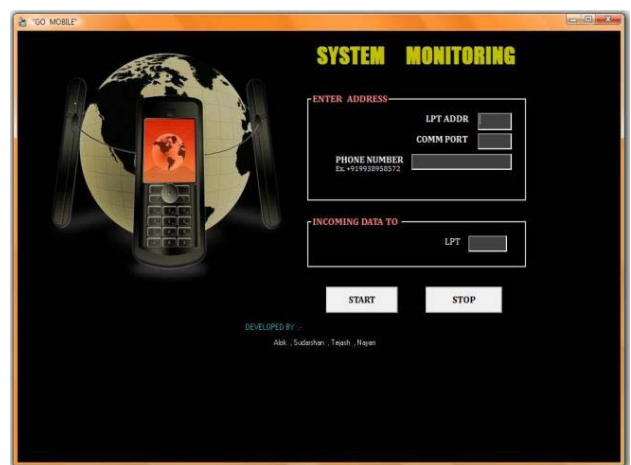 "GO MOBILE"
SYSTEM MONITORING
ENTER ADDRESS
LPT ADDR
COMM PORT
PHONE NUMBER
Ex. +919938958572
INCOMING DATA TO
LPT
START STOP
DEVELOPED BY :-
Alok , Sudarshan , Tejash , Nayan